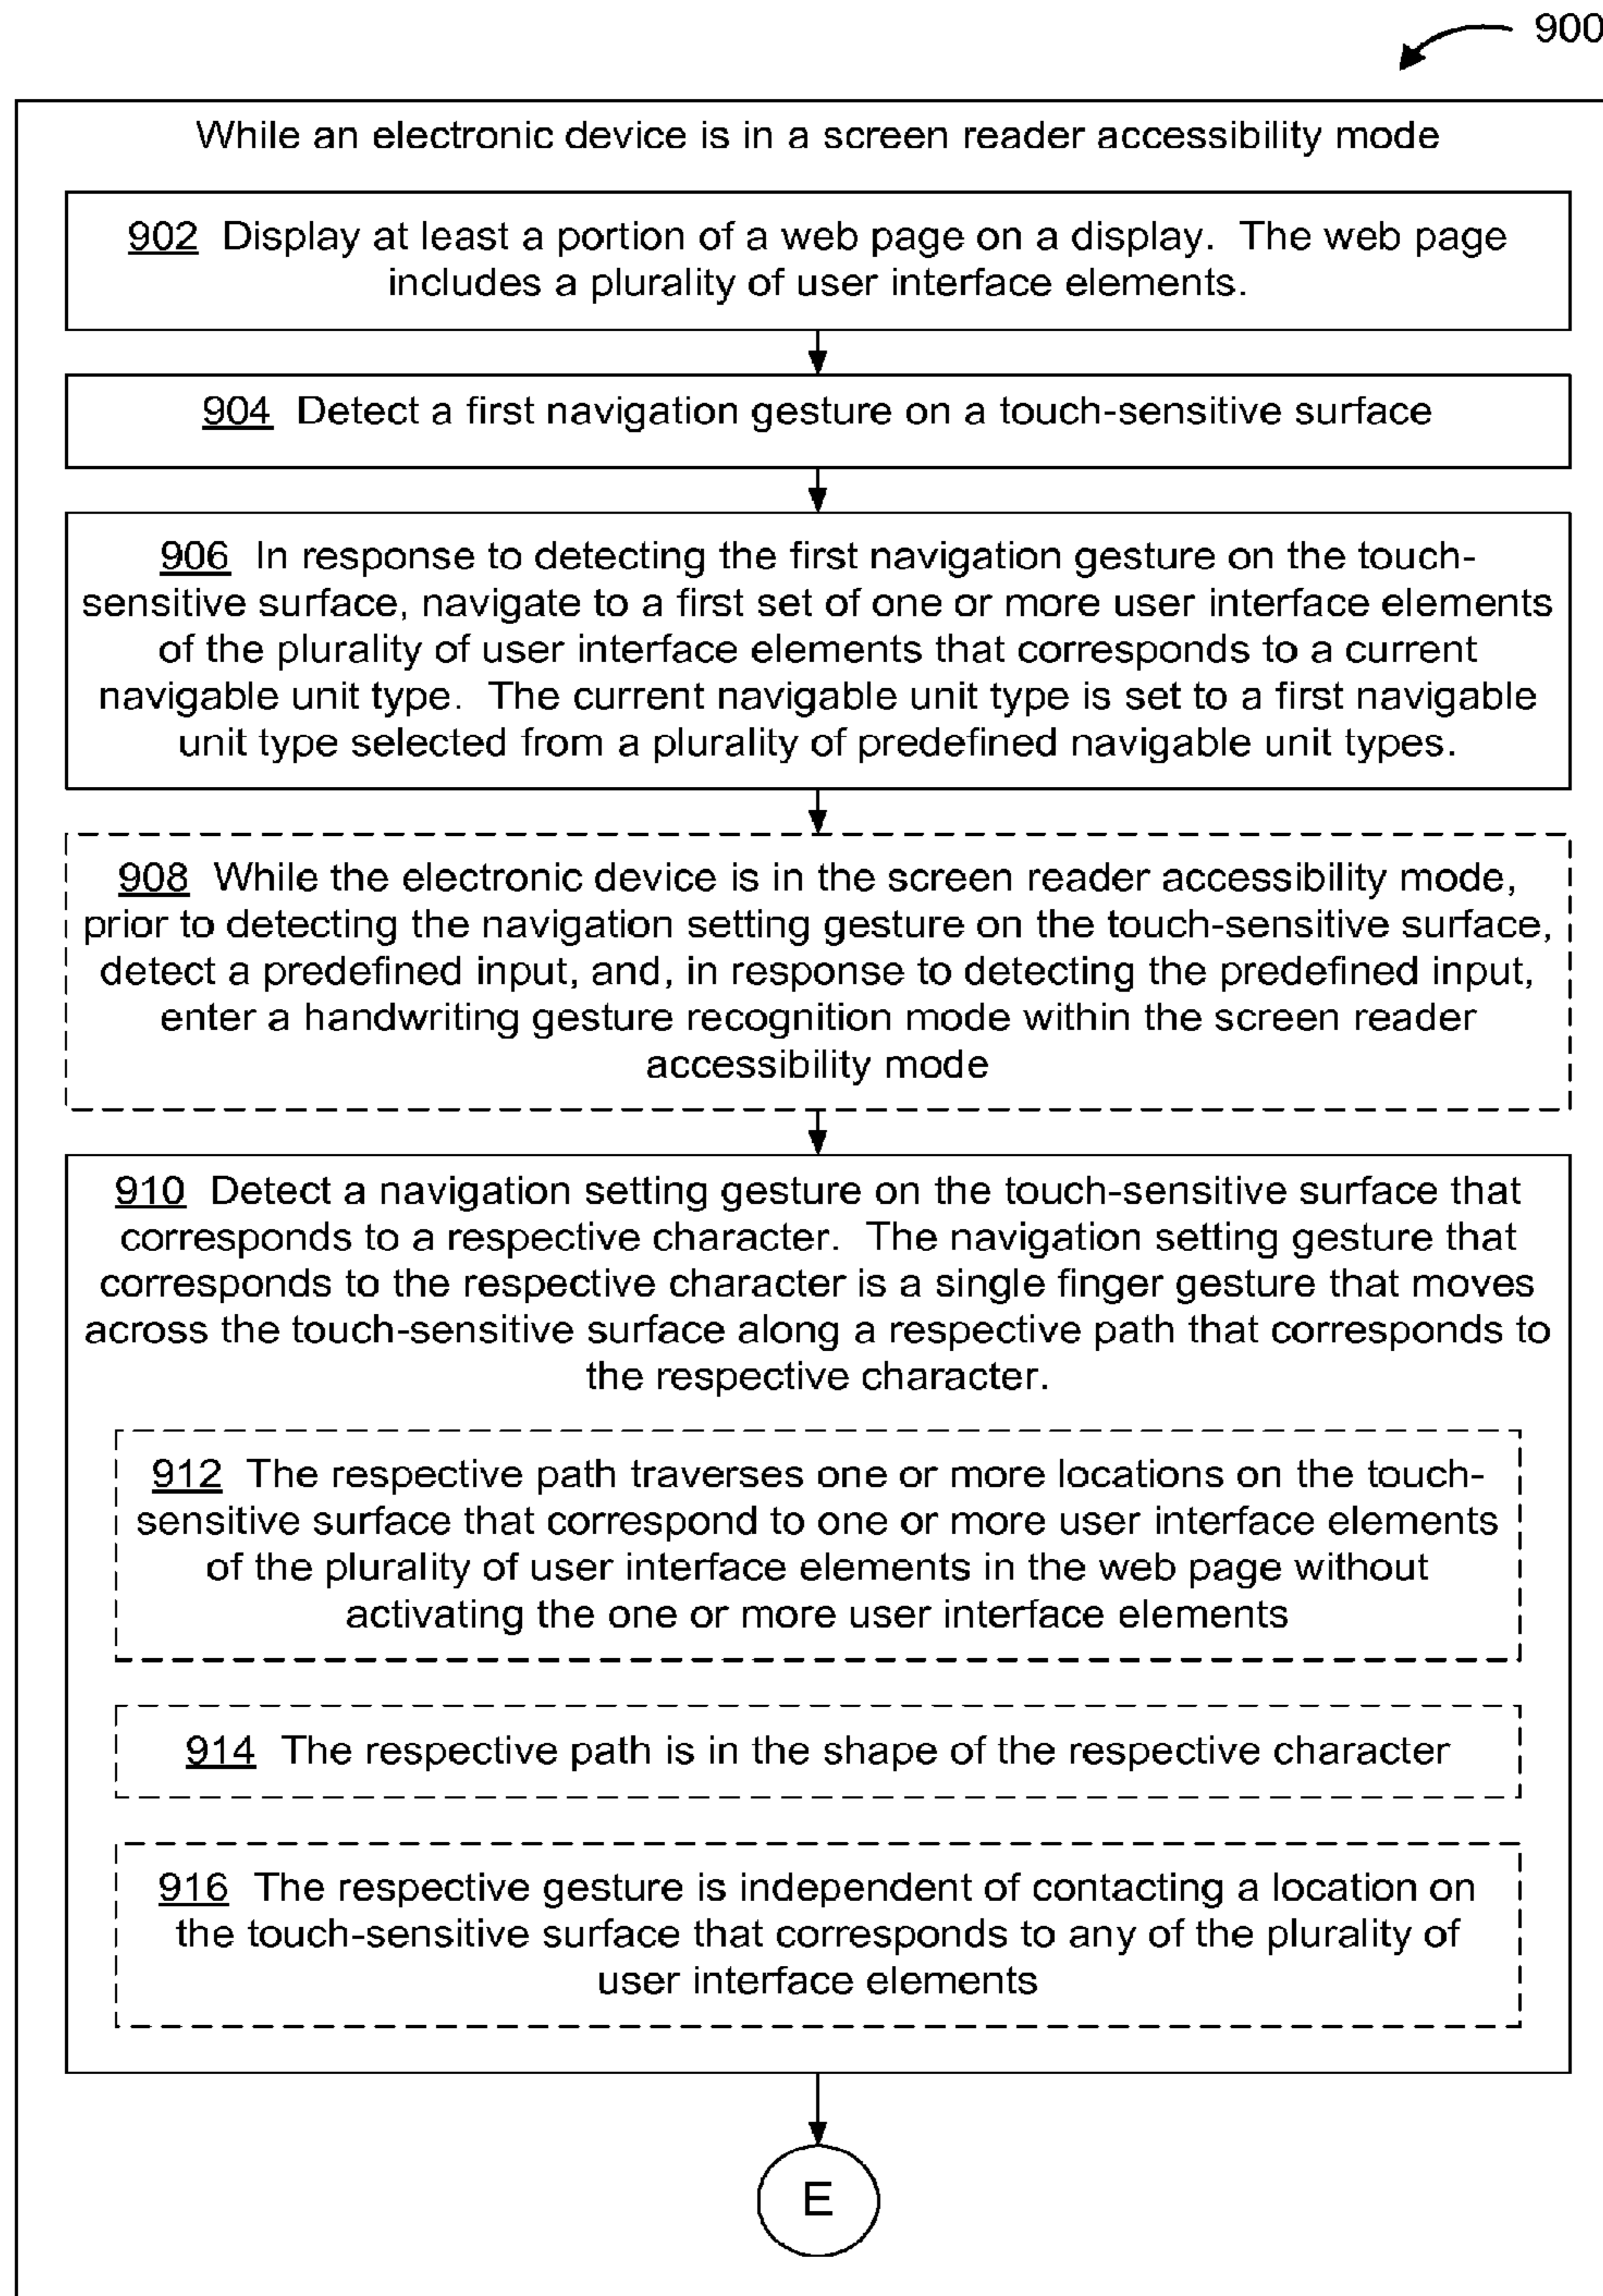 900
While an electronic device is in a screen reader accessibility mode
902 Display at least a portion of a web page on a display. The web page
includes a plurality of user interface elements.
904 Detect a first navigation gesture on a touch-sensitive surface
906 In response to detecting the first navigation gesture on the touch-
sensitive surface, navigate to a first set of one or more user interface elements
of the plurality of user interface elements that corresponds to a current
navigable unit type. The current navigable unit type is set to a first navigable
unit type selected from a plurality of predefined navigable unit types.
908 While the electronic device is in the screen reader accessibility mode,
prior to detecting the navigation setting gesture on the touch-sensitive surface,
detect a predefined input, and, in response to detecting the predefined input,
enter a handwriting gesture recognition mode within the screen reader
accessibility mode
910 Detect a navigation setting gesture on the touch-sensitive surface that
corresponds to a respective character. The navigation setting gesture that
corresponds to the respective character is a single finger gesture that moves
across the touch-sensitive surface along a respective path that corresponds to
the respective character.
912 The respective path traverses one or more locations on the touch-
sensitive surface that correspond to one or more user interface elements
of the plurality of user interface elements in the web page without
activating the one or more user interface elements
914 The respective path is in the shape of the respective character
916 The respective gesture is independent of contacting a location on
the touch-sensitive surface that corresponds to any of the plurality of
user interface elements
E